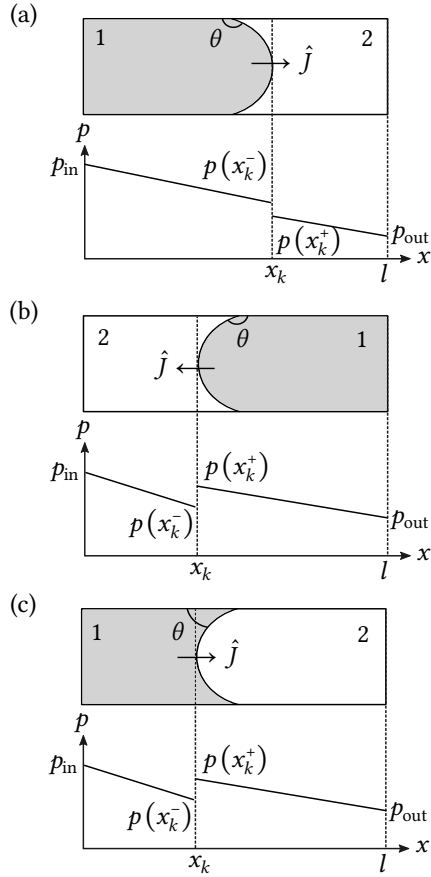 (a)
1 θ 2
Ĵ
p
p_in p(x_k^-)
p(x_k^+) p_out
x_k l x
(b)
2 θ 1
Ĵ
p
p_in p(x_k^+)
p(x_k^-) p_out
x_k l x
(c)
1 θ 2
Ĵ
p
p_in p(x_k^+)
p(x_k^-) p_out
x_k l x